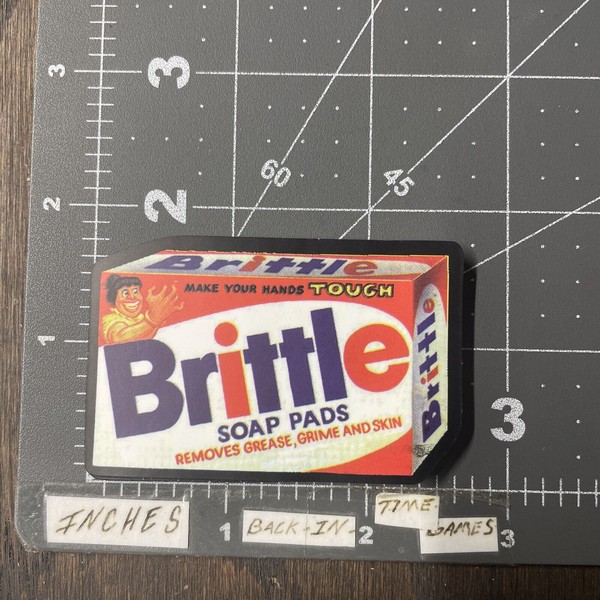 3
3
2
2
60
45
Brittle
MAKE YOUR HANDS TOUGH
Brittle
Brittle
SOAP PADS
REMOVES GREASE, GRIME AND SKIN
1
3
INCHES
1
BACK-IN-
2
TIME-
GAMES
3